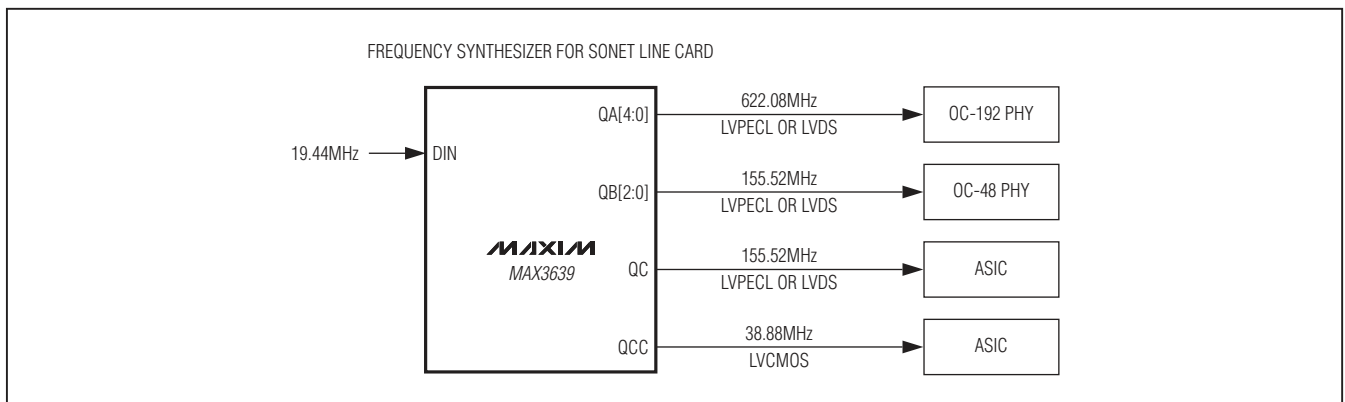 FREQUENCY SYNTHESIZER FOR SONET LINE CARD
19.44MHz
DIN
QA[4:0]
622.08MHz
LVPECL OR LVDS
OC-192 PHY
QB[2:0]
155.52MHz
LVPECL OR LVDS
OC-48 PHY
MAXIM
MAX3639
QC
155.52MHz
LVPECL OR LVDS
ASIC
QCC
38.88MHz
LVCMOS
ASIC